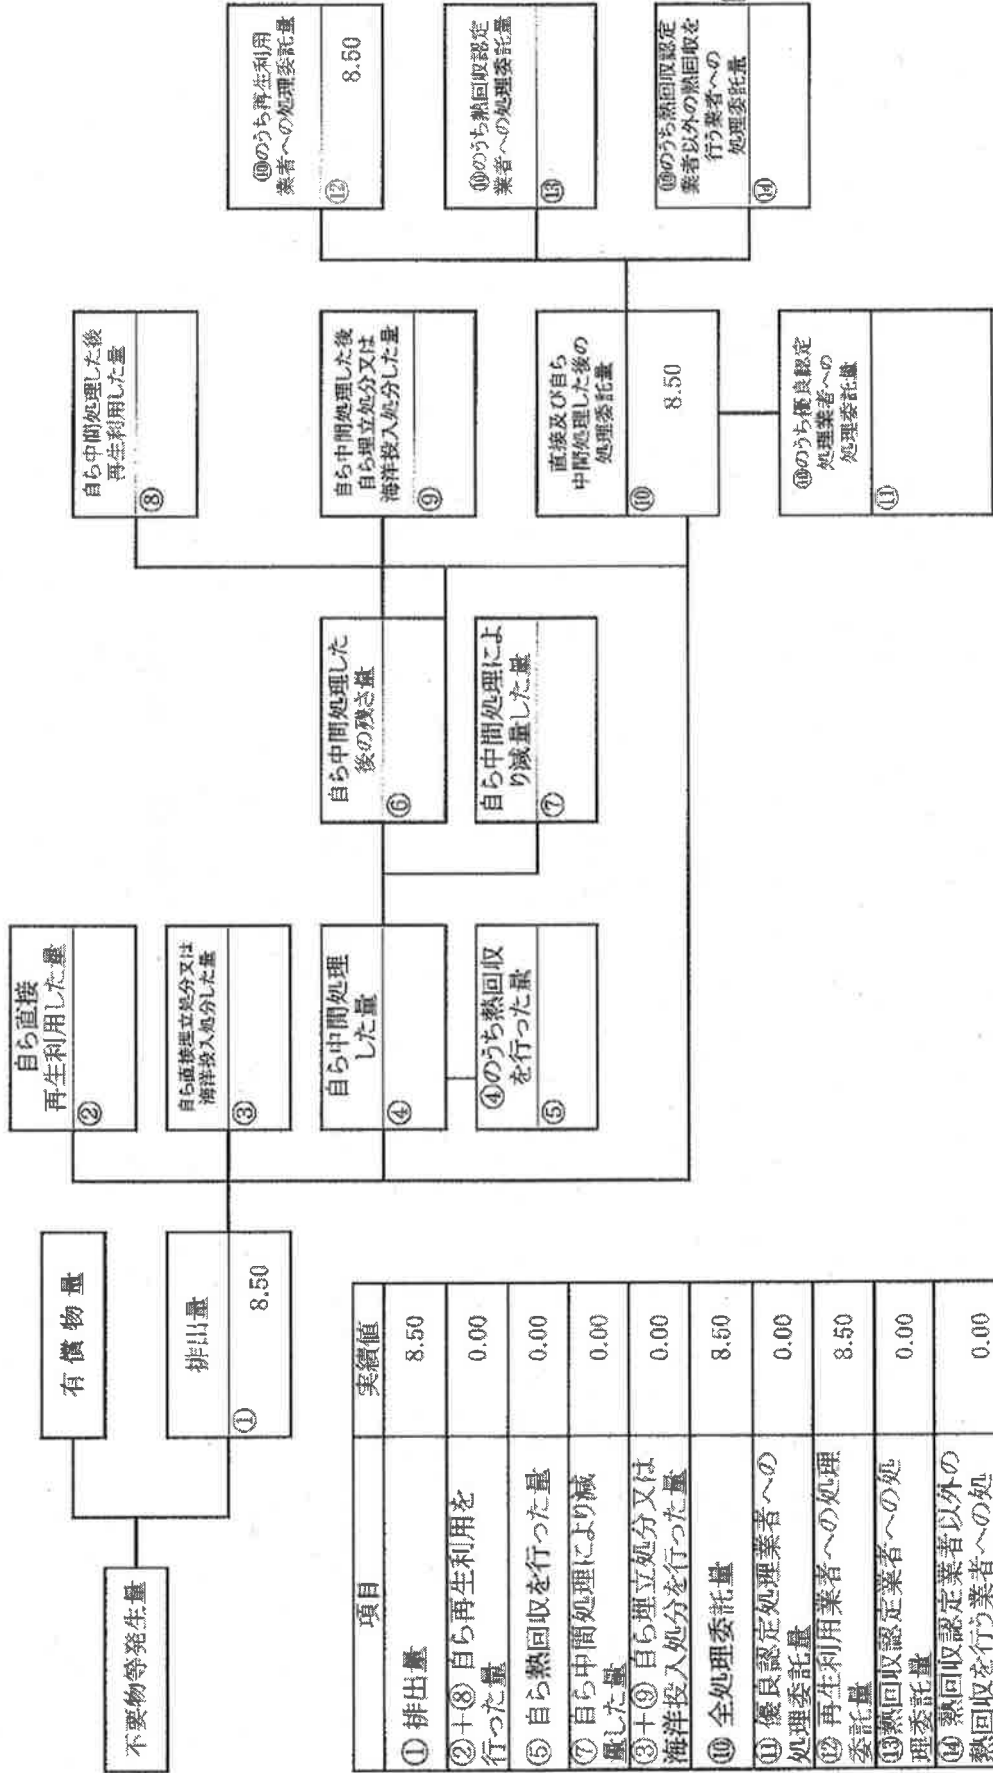 不要物等発生量
有償物量
排出量
①
8.50
自ら直接
再生利用した量
②
自ら直接埋立処分又は
海洋投入処分した量
③
自ら中間処理
した量
④
④のうち熱回収
を行った量
⑤
自ら中間処理した
後の残さ量
⑥
自ら中間処理によ
り減量した量
⑦
自ら中間処理した後
再生利用した量
⑧
自ら中間処理した後
自ら埋立処分又は
海洋投入処分した量
⑨
直接及び自ら
中間処理した後の
処理委託量
⑩
8.50
⑩のうち優良認定
処理業者への
処理委託量
⑪
⑩のうち再生利用
業者への処理委託量
⑫
8.50
⑩のうち熱回収認定
業者への処理委託量
⑬
⑩のうち熱回収認定
業者以外の熱回収を
行う業者への
処理委託量
⑭
項目 実績値
① 排出量 8.50
②+⑧ 自ら再生利用を
行った量 0.00
⑤ 自ら熱回収を行った量 0.00
⑦ 自ら中間処理により減
量した量 0.00
③+⑨ 自ら埋立処分又は
海洋投入処分を行った量 0.00
⑩ 全処理委託量 8.50
⑪ 優良認定処理業者への
処理委託量 0.00
⑫ 再生利用業者への処理
委託量 8.50
⑬熱回収認定業者への処
理委託量 0.00
⑭ 熱回収認定業者以外の
熱回収を行う業者への処 0.00